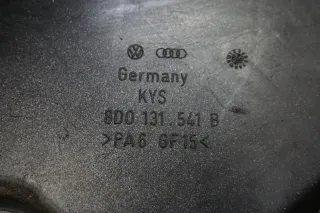 Germany
KYS
8D0 131 541 B
>PA6 GF15<